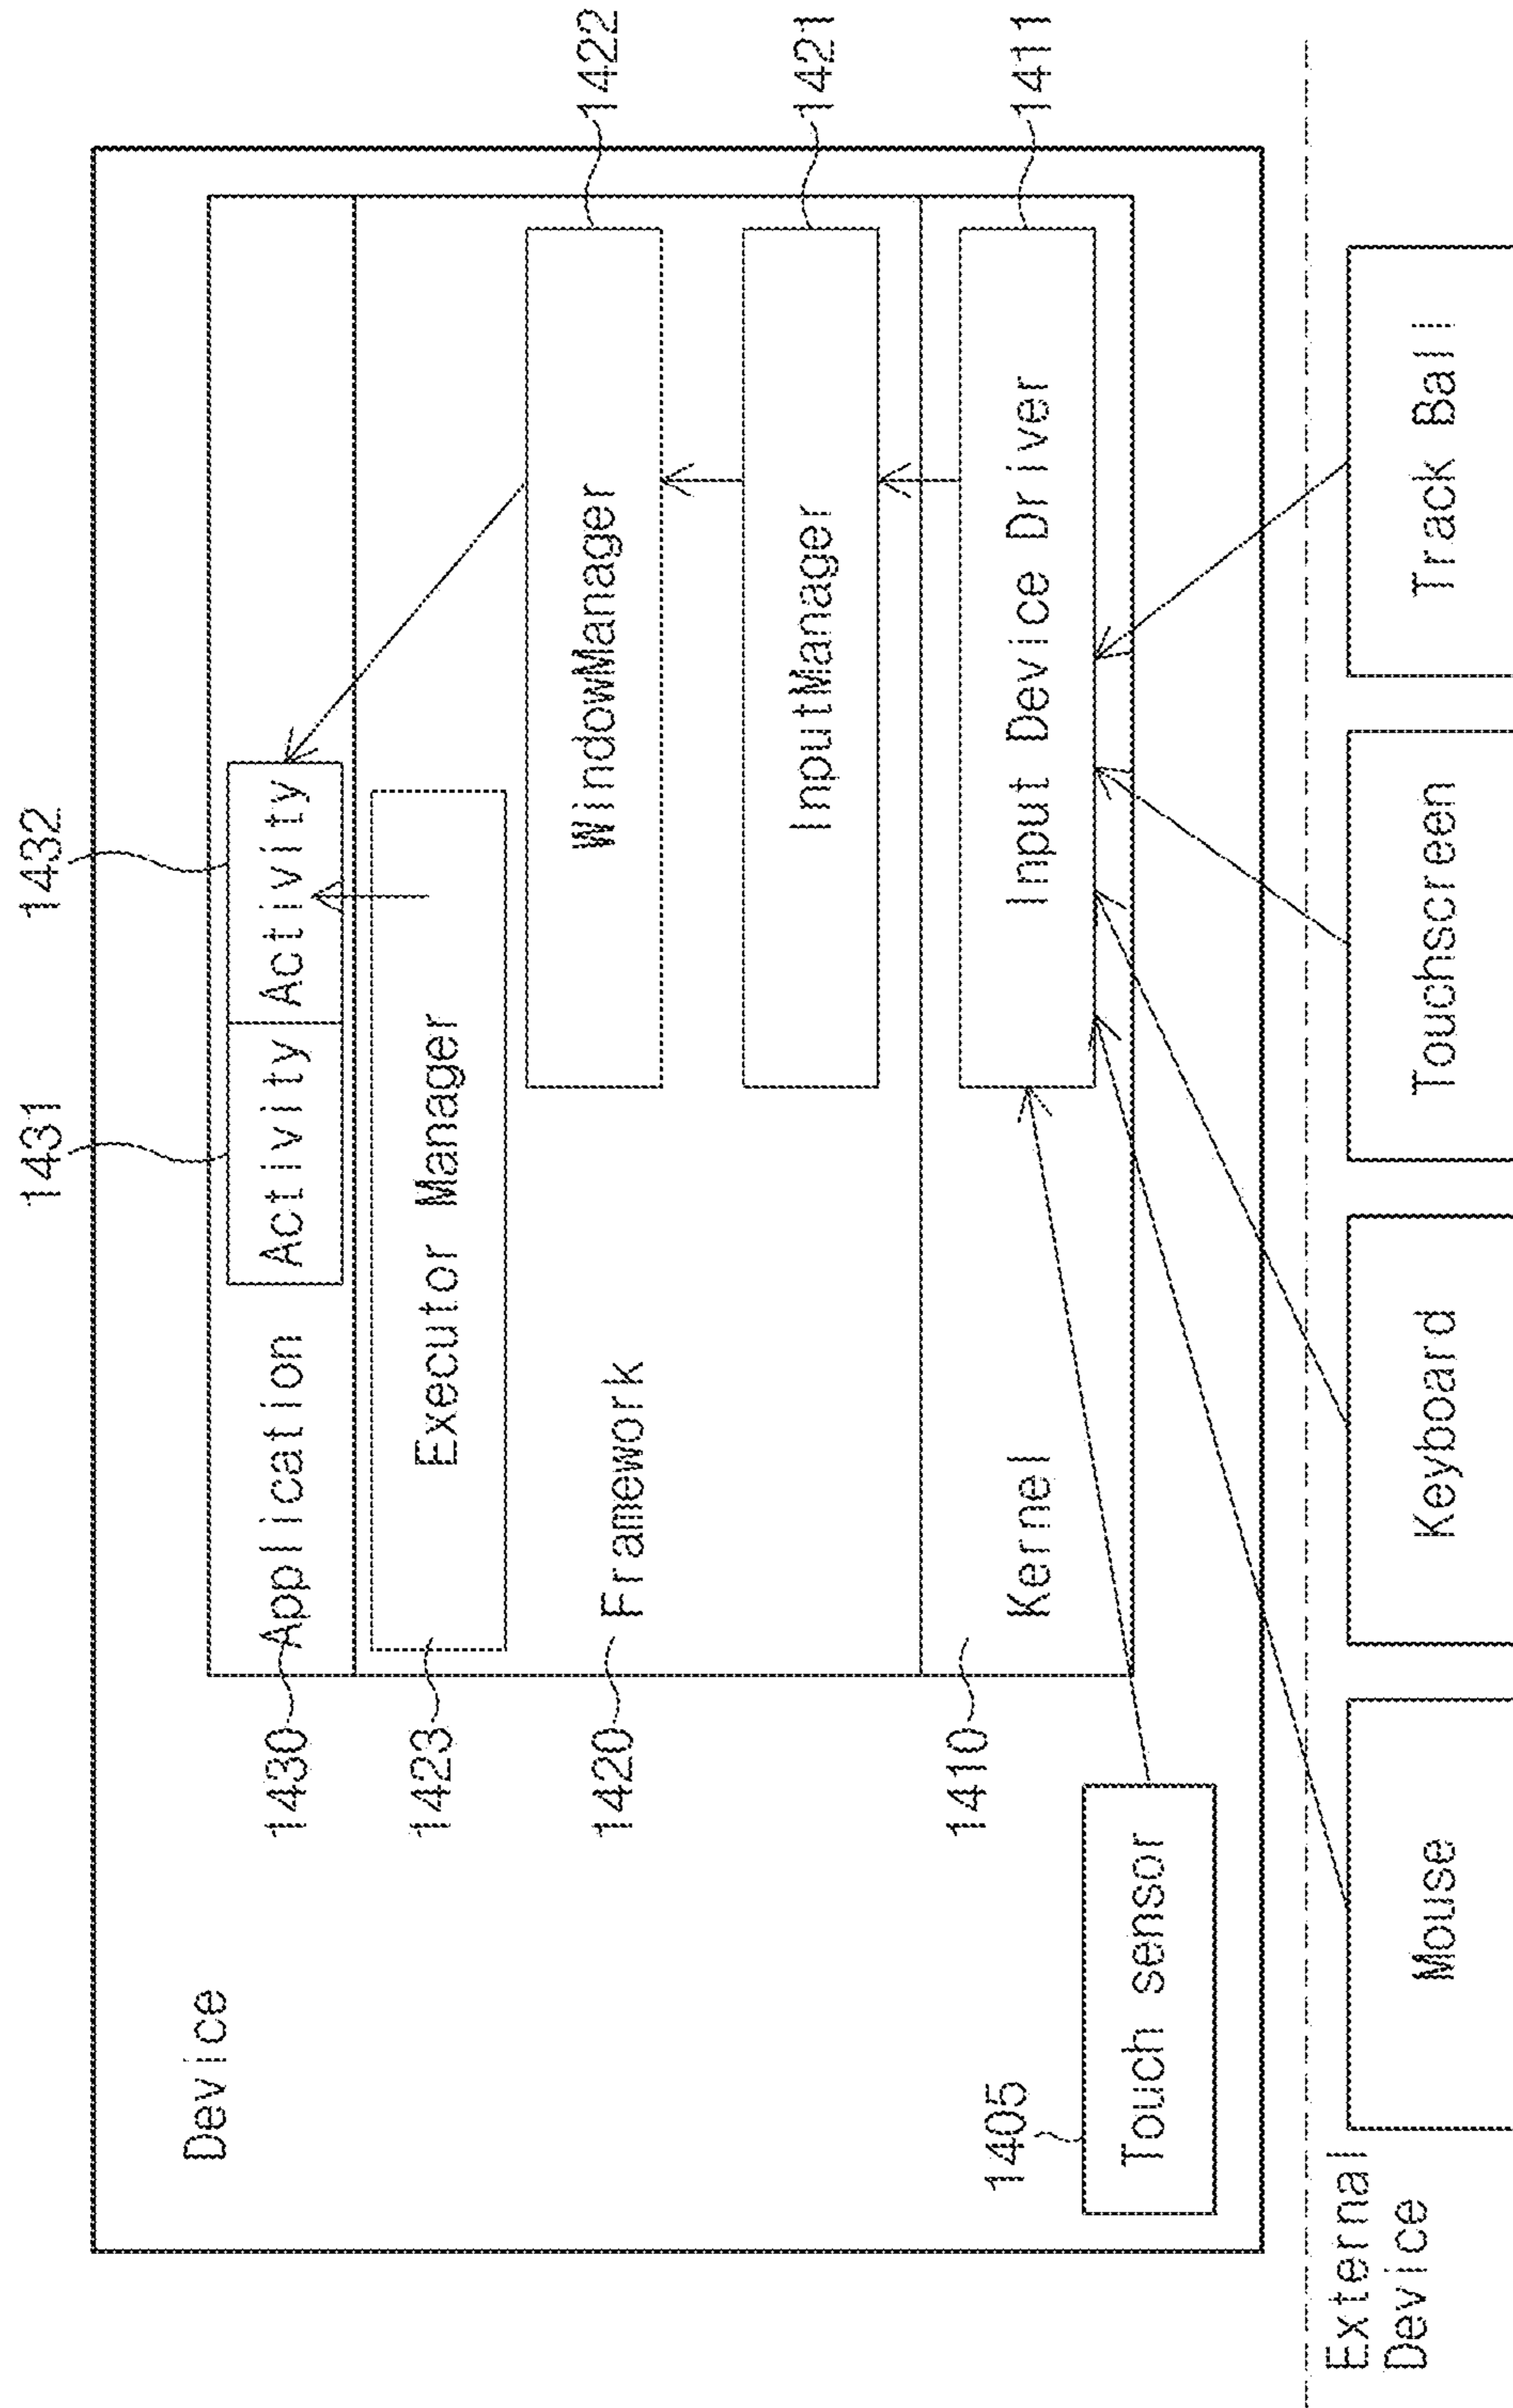 Device
1431
1432
1430
Application
Activity
Activity
1423
Executor Manager
1420
Framework
WindowManager
1422
InputManager
1421
1410
Kernel
Input Device Driver
1411
1405
Touch sensor
External
Device
Mouse
Keyboard
Touchscreen
Track Ball